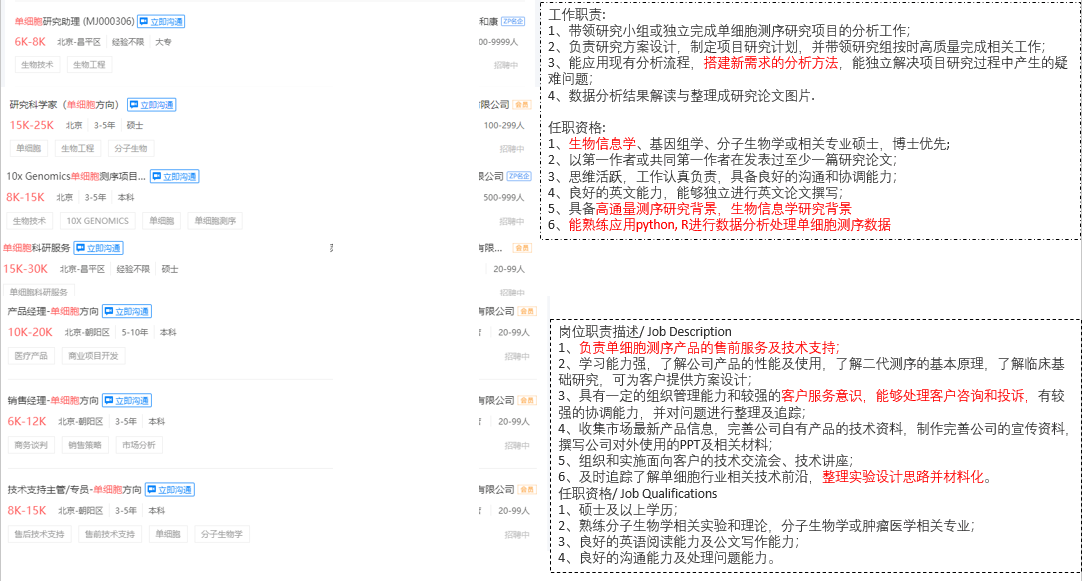 单细胞研究助理 (MJ000306) 立即沟通
和康 ZP名企
6K-8K 北京-昌平区 经验不限 大专
00-9999人
生物技术 生物工程
招聘中
研究科学家（单细胞方向） 立即沟通
限公司 会员
15K-25K 北京 3-5年 硕士
100-299人
单细胞 生物工程 分子生物
招聘中
10x Genomics单细胞测序项目... 立即沟通
限公司 ZP名企
8K-15K 北京 3-5年 本科
500-999人
生物技术 10X GENOMICS 单细胞 单细胞测序
招聘中
单细胞科研服务 立即沟通
有限... 会员
15K-30K 北京-昌平区 经验不限 硕士
20-99人
单细胞科研服务
招聘中
产品经理-单细胞方向 立即沟通
有限公司 会员
10K-20K 北京-朝阳区 5-10年 本科
20-99人
医疗产品 商业项目开发
招聘中
销售经理-单细胞方向 立即沟通
有限公司 会员
6K-12K 北京-朝阳区 3-5年 本科
20-99人
商务谈判 销售策略 市场分析
招聘中
技术支持主管/专员-单细胞方向 立即沟通
有限公司 会员
8K-15K 北京-朝阳区 3-5年 本科
20-99人
售后技术支持 售前技术支持 单细胞 分子生物学
招聘中
工作职责:
1、带领研究小组或独立完成单细胞测序研究项目的分析工作;
2、负责研究方案设计，制定项目研究计划，并带领研究组按时高质量完成相关工作;
3、能应用现有分析流程，搭建新需求的分析方法，能独立解决项目研究过程中产生的疑
难问题;
4、数据分析结果解读与整理成研究论文图片.
任职资格:
1、生物信息学、基因组学、分子生物学或相关专业硕士，博士优先;
2、以第一作者或共同第一作者在发表过至少一篇研究论文;
3、思维活跃，工作认真负责，具备良好的沟通和协调能力;
4、良好的英文能力，能够独立进行英文论文撰写;
5、具备高通量测序研究背景，生物信息学研究背景
6、能熟练应用python, R进行数据分析处理单细胞测序数据
岗位职责描述/ Job Description
1、负责单细胞测序产品的售前服务及技术支持;
2、学习能力强，了解公司产品的性能及使用，了解二代测序的基本原理，了解临床基
础研究，可为客户提供方案设计;
3、具有一定的组织管理能力和较强的客户服务意识，能够处理客户咨询和投诉，有较
强的协调能力，并对问题进行整理及追踪;
4、收集市场最新产品信息，完善公司自有产品的技术资料，制作完善公司的宣传资料，
撰写公司对外使用的PPT及相关材料;
5、组织和实施面向客户的技术交流会、技术讲座;
6、及时追踪了解单细胞行业相关技术前沿，整理实验设计思路并材料化。
任职资格/ Job Qualifications
1、硕士及以上学历;
2、熟练分子生物学相关实验和理论，分子生物学或肿瘤医学相关专业;
3、良好的英语阅读能力及公文写作能力;
4、良好的沟通能力及处理问题能力。